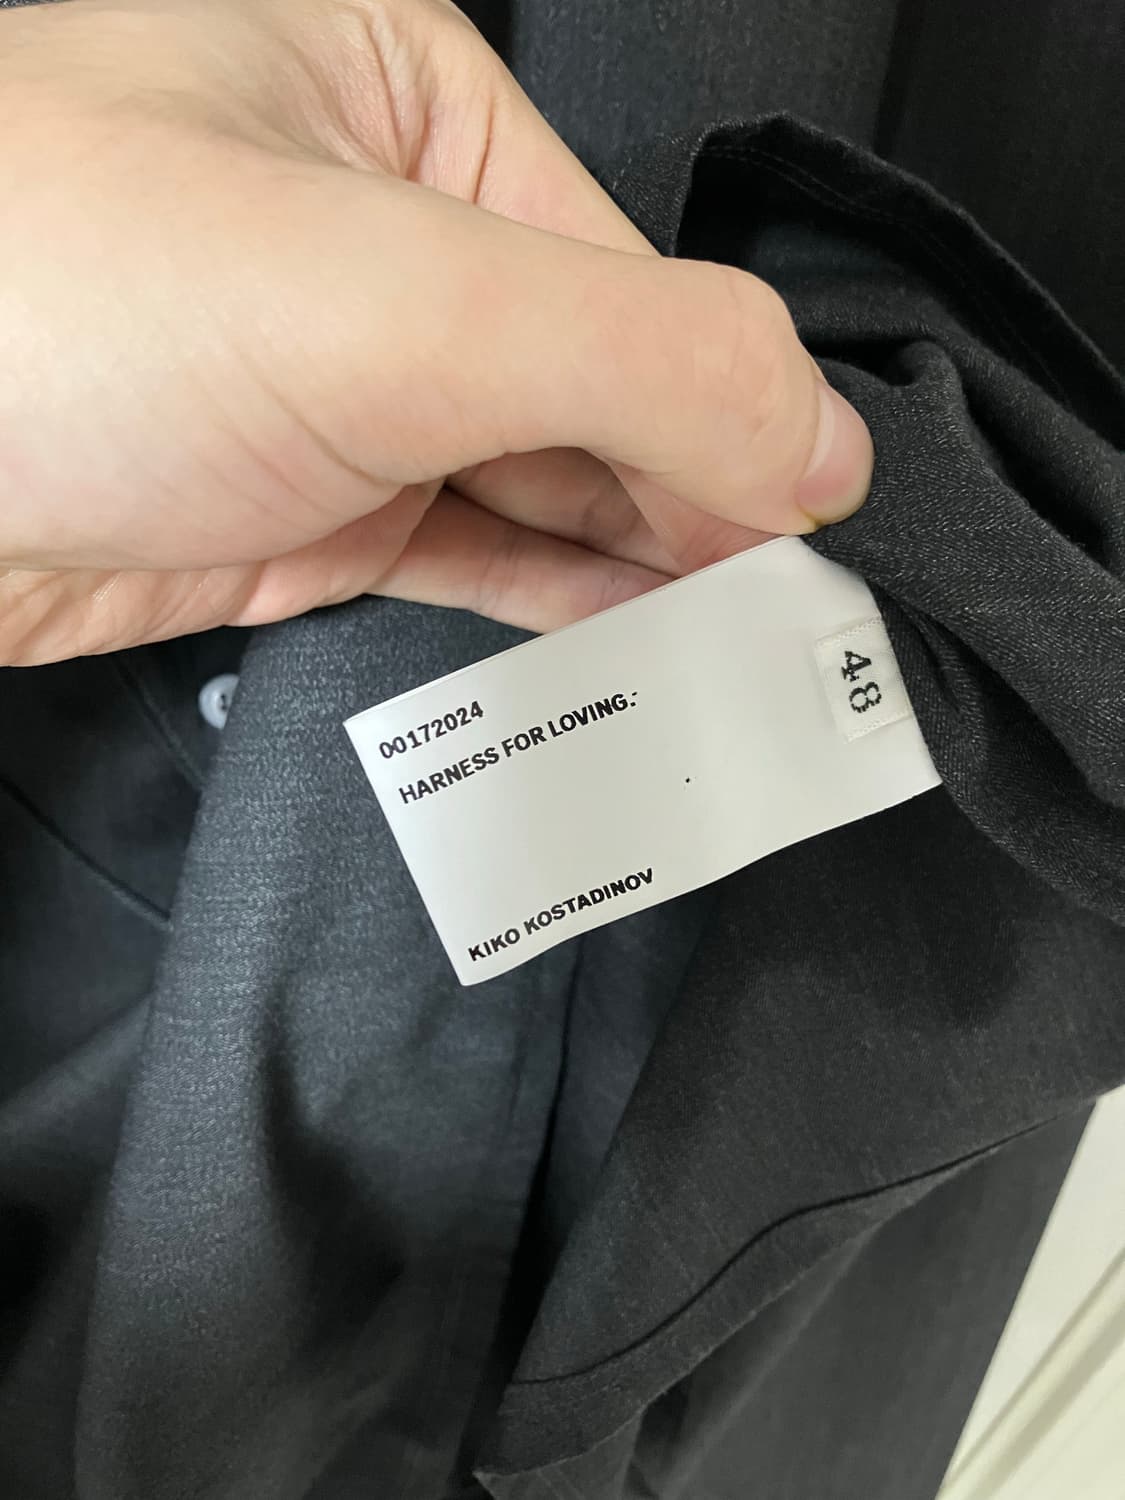 00172024
HARNESS FOR LOVING.-
KIKO KOSTADINOV
48